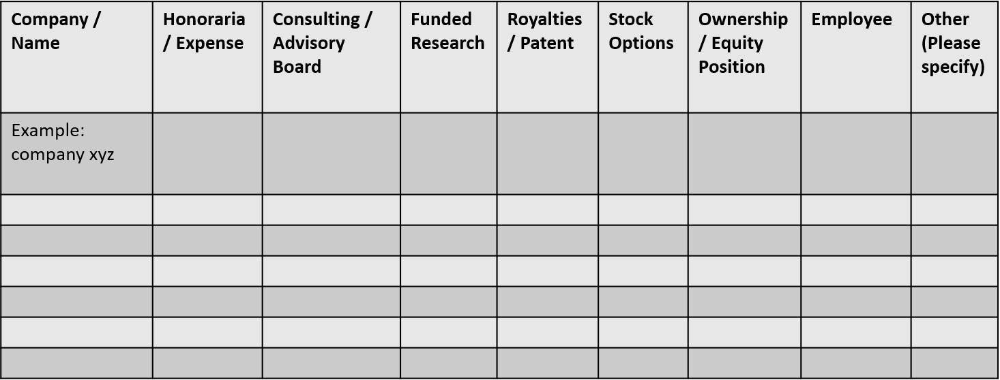 Company /
Name
Honoraria
/ Expense
Consulting /
Advisory
Board
Funded
Research
Royalties
/ Patent
Stock
Options
Ownership
/ Equity
Position
Employee
Other
(Please
specify)
Example:
company xyz